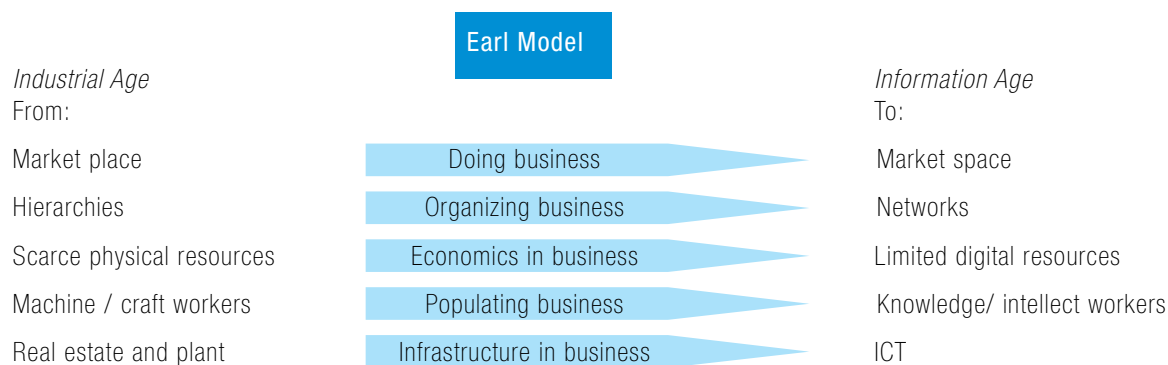 Earl Model
Industrial Age
Information Age
From:
To:
Market place
Doing business
Market space
Hierarchies
Organizing business
Networks
Scarce physical resources
Economics in business
Limited digital resources
Machine / craft workers
Populating business
Knowledge/ intellect workers
Real estate and plant
Infrastructure in business
ICT